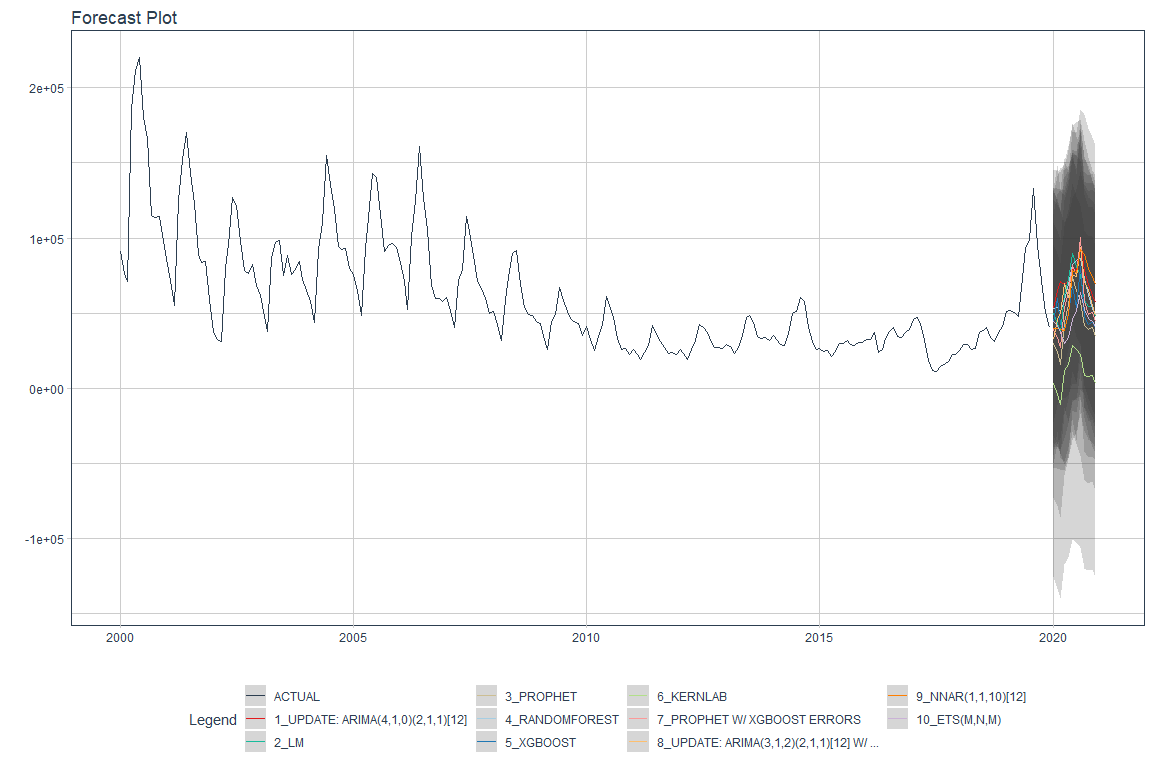 Forecast Plot
2e+05
1e+05
0e+00
-1e+05
2000 2005 2010 2015 2020
Legend
ACTUAL 3_PROPHET 6_KERNLAB 9_NNAR(1,1,10)[12]
1_UPDATE: ARIMA(4,1,0)(2,1,1)[12] 4_RANDOMFOREST 7_PROPHET W/ XGBOOST ERRORS 10_ETS(M,N,M)
2_LM 5_XGBOOST 8_UPDATE: ARIMA(3,1,2)(2,1,1)[12] W/ ...